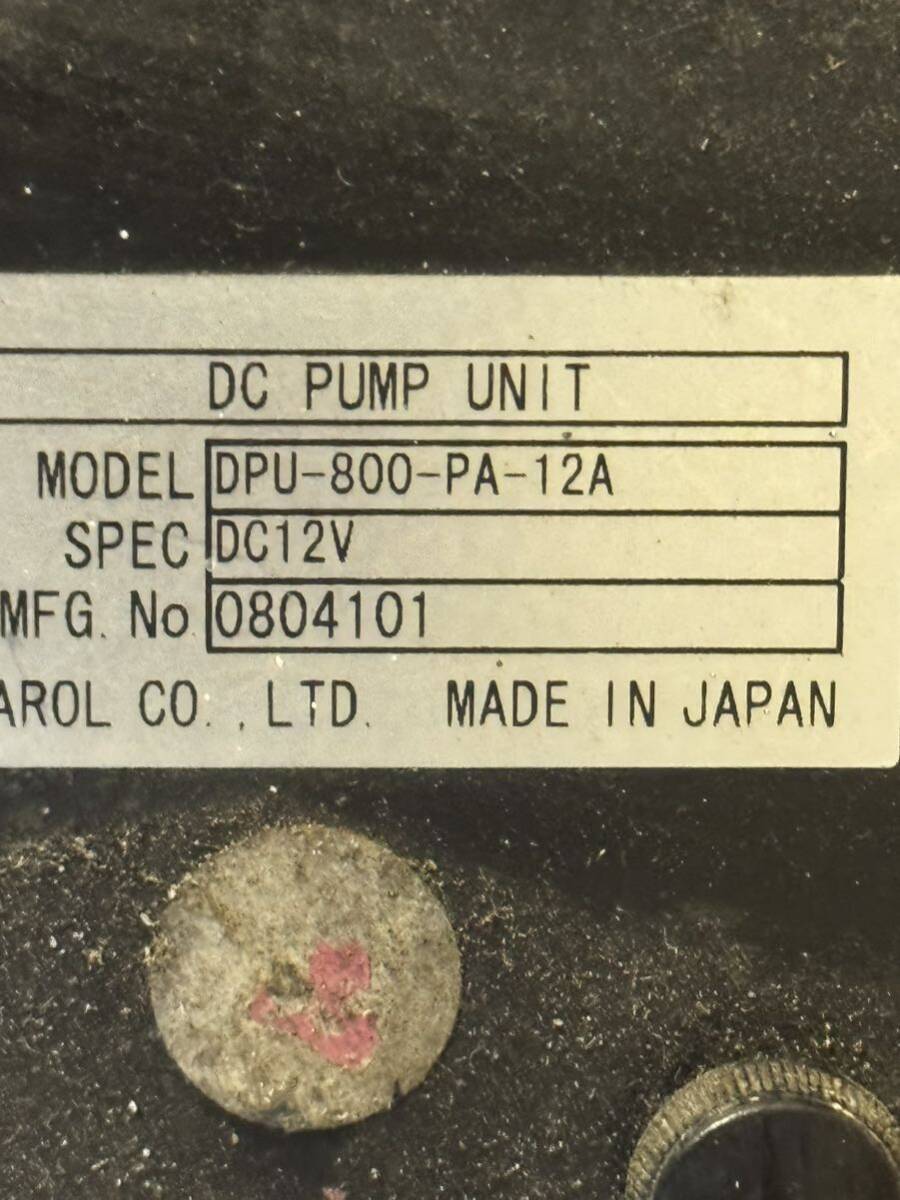 DC PUMP UNIT
MODEL DPU-800-PA-12A
SPEC DC12V
MFG. No. 0804101
AROL CO.,LTD. MADE IN JAPAN